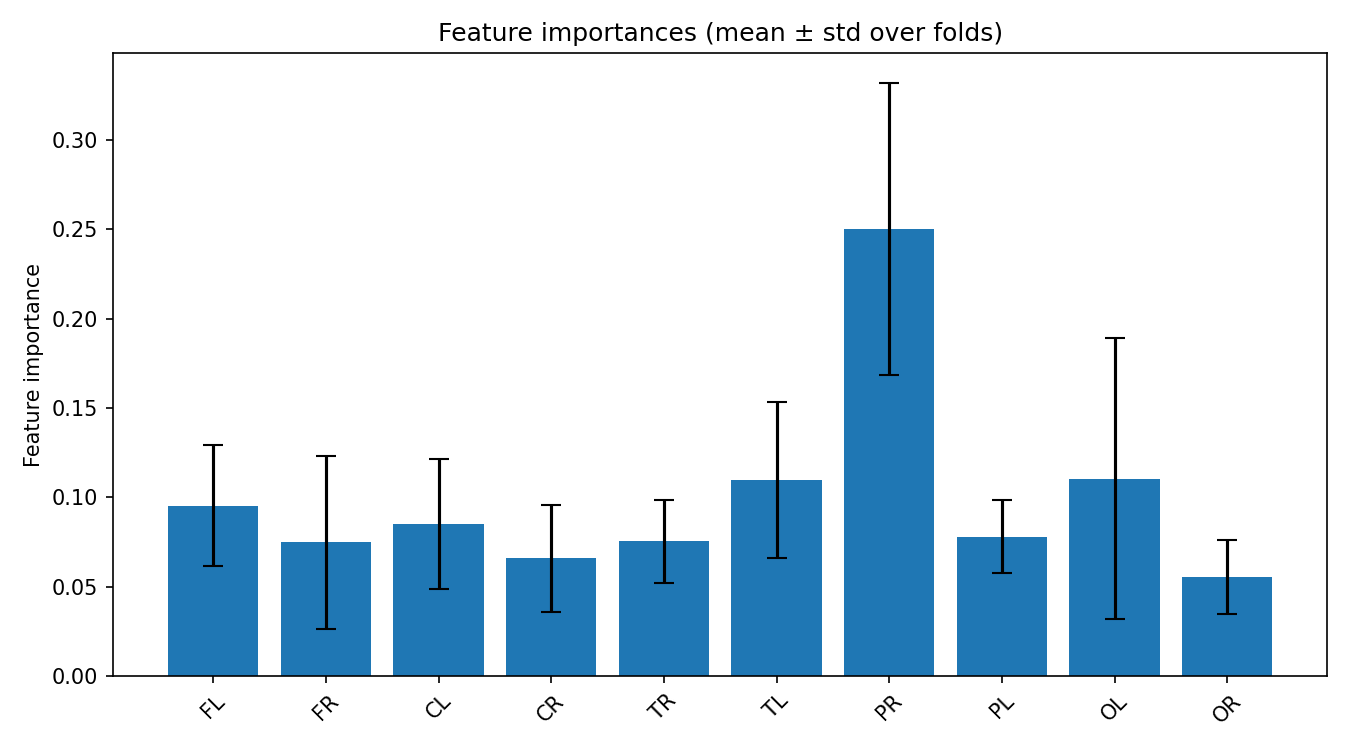 Feature importances (mean ± std over folds)
Feature importance
0.30
0.25
0.20
0.15
0.10
0.05
0.00
FL FR CL CR TR TL PR PL OL OR